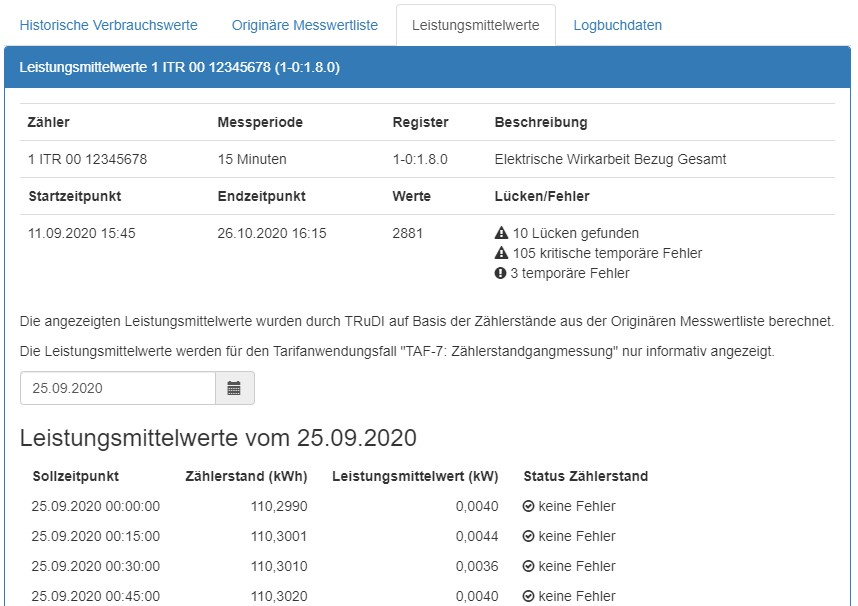 Historische Verbrauchswerte Originäre Messwertliste Leistungsmittelwerte Logbuchdaten
Leistungsmittelwerte 1 ITR 00 12345678 (1-0:1.8.0)
Zähler Messperiode Register Beschreibung
1 ITR 00 12345678 15 Minuten 1-0:1.8.0 Elektrische Wirkarbeit Bezug Gesamt
Startzeitpunkt Endzeitpunkt Werte Lücken/Fehler
11.09.2020 15:45 26.10.2020 16:15 2881 10 Lücken gefunden
105 kritische temporäre Fehler
3 temporäre Fehler
Die angezeigten Leistungsmittelwerte wurden durch TRuDI auf Basis der Zählerstände aus der Originären Messwertliste berechnet.
Die Leistungsmittelwerte werden für den Tarifanwendungsfall "TAF-7: Zählerstandgangmessung" nur informativ angezeigt.
25.09.2020
Leistungsmittelwerte vom 25.09.2020
Sollzeitpunkt Zählerstand (kWh) Leistungsmittelwert (kW) Status Zählerstand
25.09.2020 00:00:00 110,2990 0,0040 keine Fehler
25.09.2020 00:15:00 110,3001 0,0044 keine Fehler
25.09.2020 00:30:00 110,3010 0,0036 keine Fehler
25.09.2020 00:45:00 110,3020 0,0040 keine Fehler